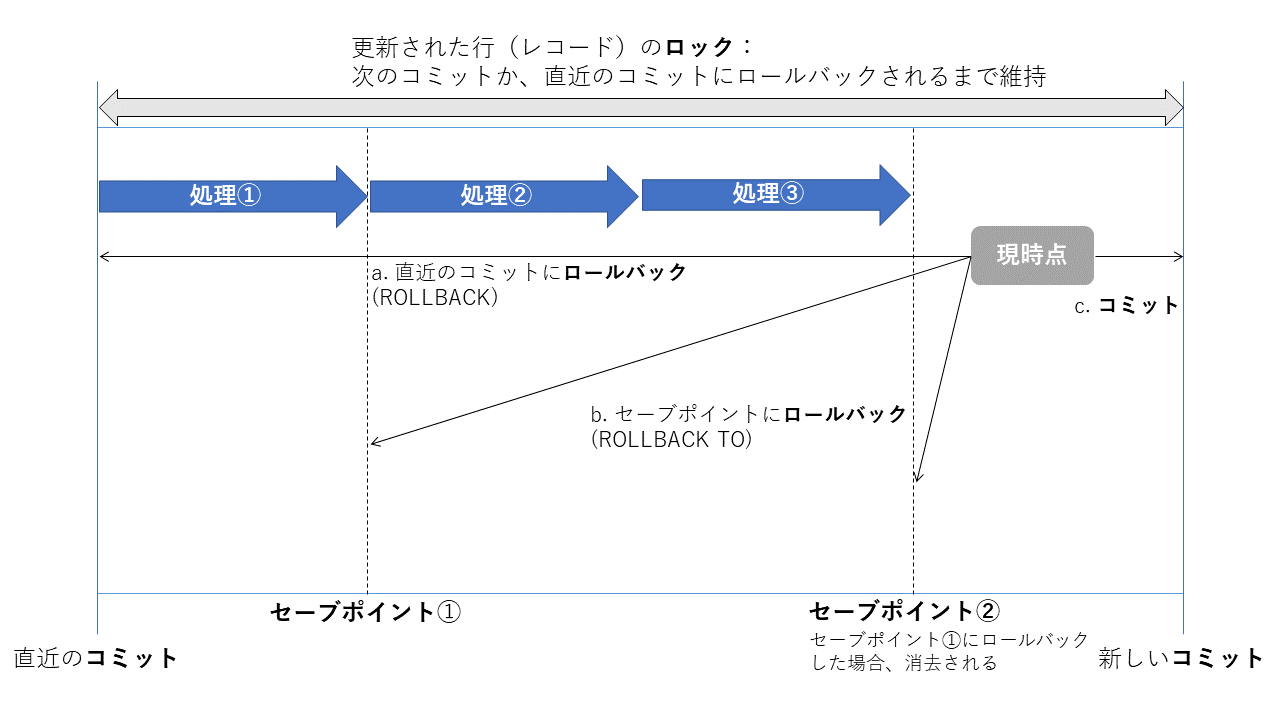 更新された行（レコード）のロック：
次のコミットか、直近のコミットにロールバックされるまで維持
処理①
処理②
処理③
現時点
a. 直近のコミットにロールバック
(ROLLBACK)
c. コミット
b. セーブポイントにロールバック
(ROLLBACK TO)
セーブポイント①
セーブポイント②
セーブポイント①にロールバック
した場合、消去される
直近のコミット
新しいコミット